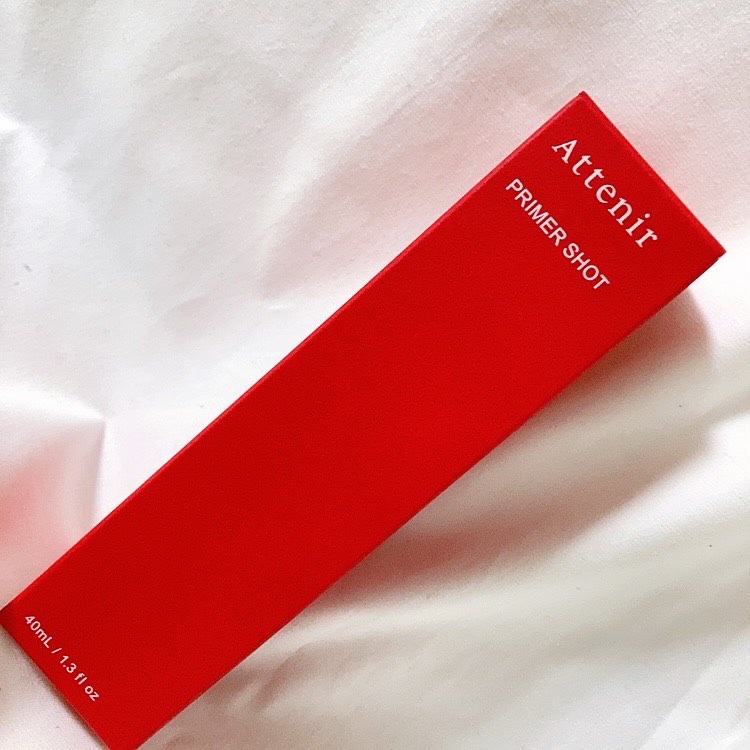 Attenir
PRIMER SHOT
40mL / 1.3 fl oz